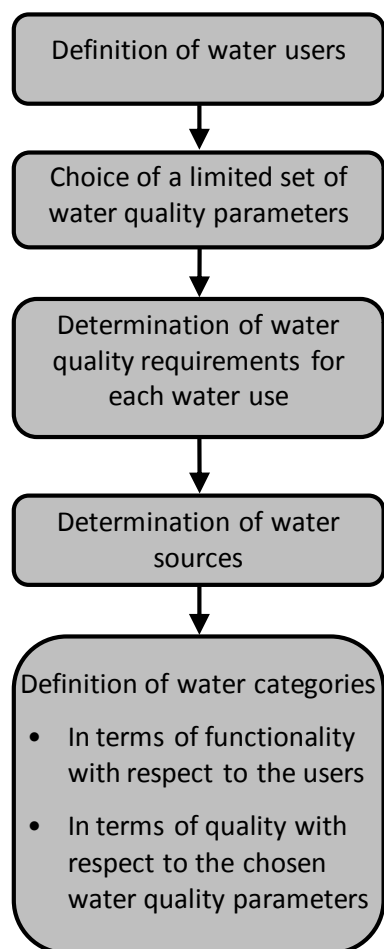 Definition of water users
Choice of a limited set of
water quality parameters
Determination of water
quality requirements for
each water use
Determination of water
sources
Definition of water categories
• In terms of functionality
with respect to the users
• In terms of quality with
respect to the chosen
water quality parameters